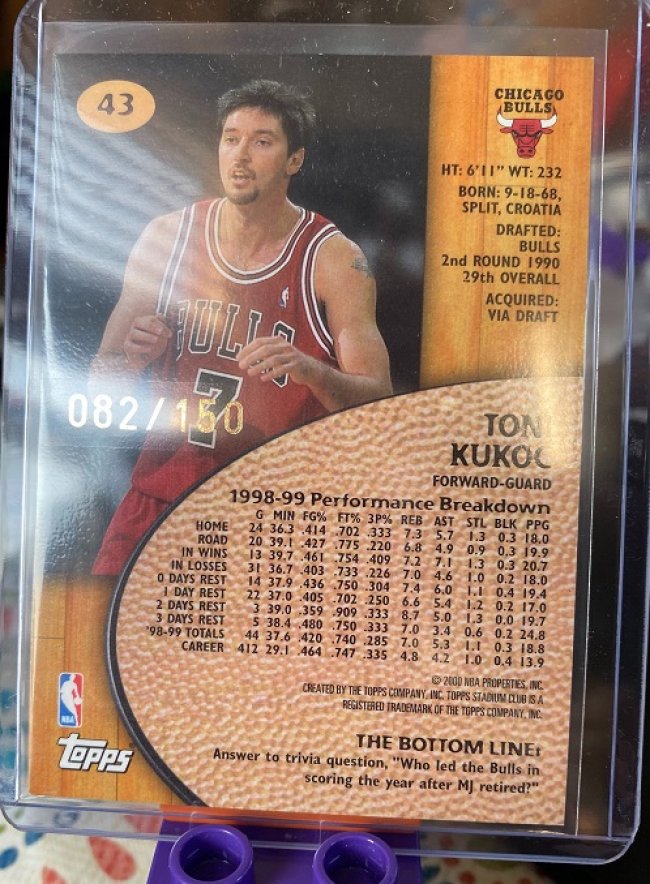 43
CHICAGO
BULLS
HT: 6'11" WT: 232
BORN: 9-18-68,
SPLIT, CROATIA
DRAFTED:
BULLS
2nd ROUND 1990
29th OVERALL
ACQUIRED:
VIA DRAFT
BULLS
7
082/150
TONI
KUKOC
FORWARD-GUARD
1998-99 Performance Breakdown
G MIN FG% FT% 3P% REB AST STL BLK PPG
HOME 24 36.3 .414 .702 .333 7.3 5.7 1.3 0.3 18.0
ROAD 20 39.1 .427 .775 .220 6.8 4.9 0.9 0.3 19.9
IN WINS 13 39.7 .461 .754 .409 7.2 7.1 1.3 0.3 20.7
IN LOSSES 31 36.7 .403 .733 .226 7.0 4.6 1.0 0.2 18.0
0 DAYS REST 14 37.9 .436 .750 .304 7.4 6.0 1.1 0.4 19.4
1 DAY REST 22 37.0 .405 .702 .250 6.6 5.4 1.2 0.2 17.0
2 DAYS REST 3 39.0 .359 .909 .333 8.7 5.0 1.3 0.0 19.7
3 DAYS REST 5 38.4 .480 .750 .333 7.0 3.4 0.6 0.2 24.8
'98-99 TOTALS 44 37.6 .420 .740 .285 7.0 5.3 1.1 0.3 18.8
CAREER 412 29.1 .464 .747 .335 4.8 4.2 1.0 0.4 13.9
© 2000 NBA PROPERTIES, INC.
CREATED BY THE TOPPS COMPANY, INC. TOPPS STADIUM CLUB IS A
REGISTERED TRADEMARK OF THE TOPPS COMPANY, INC.
NBA
Topps
THE BOTTOM LINE:
Answer to trivia question, "Who led the Bulls in
scoring the year after MJ retired?"